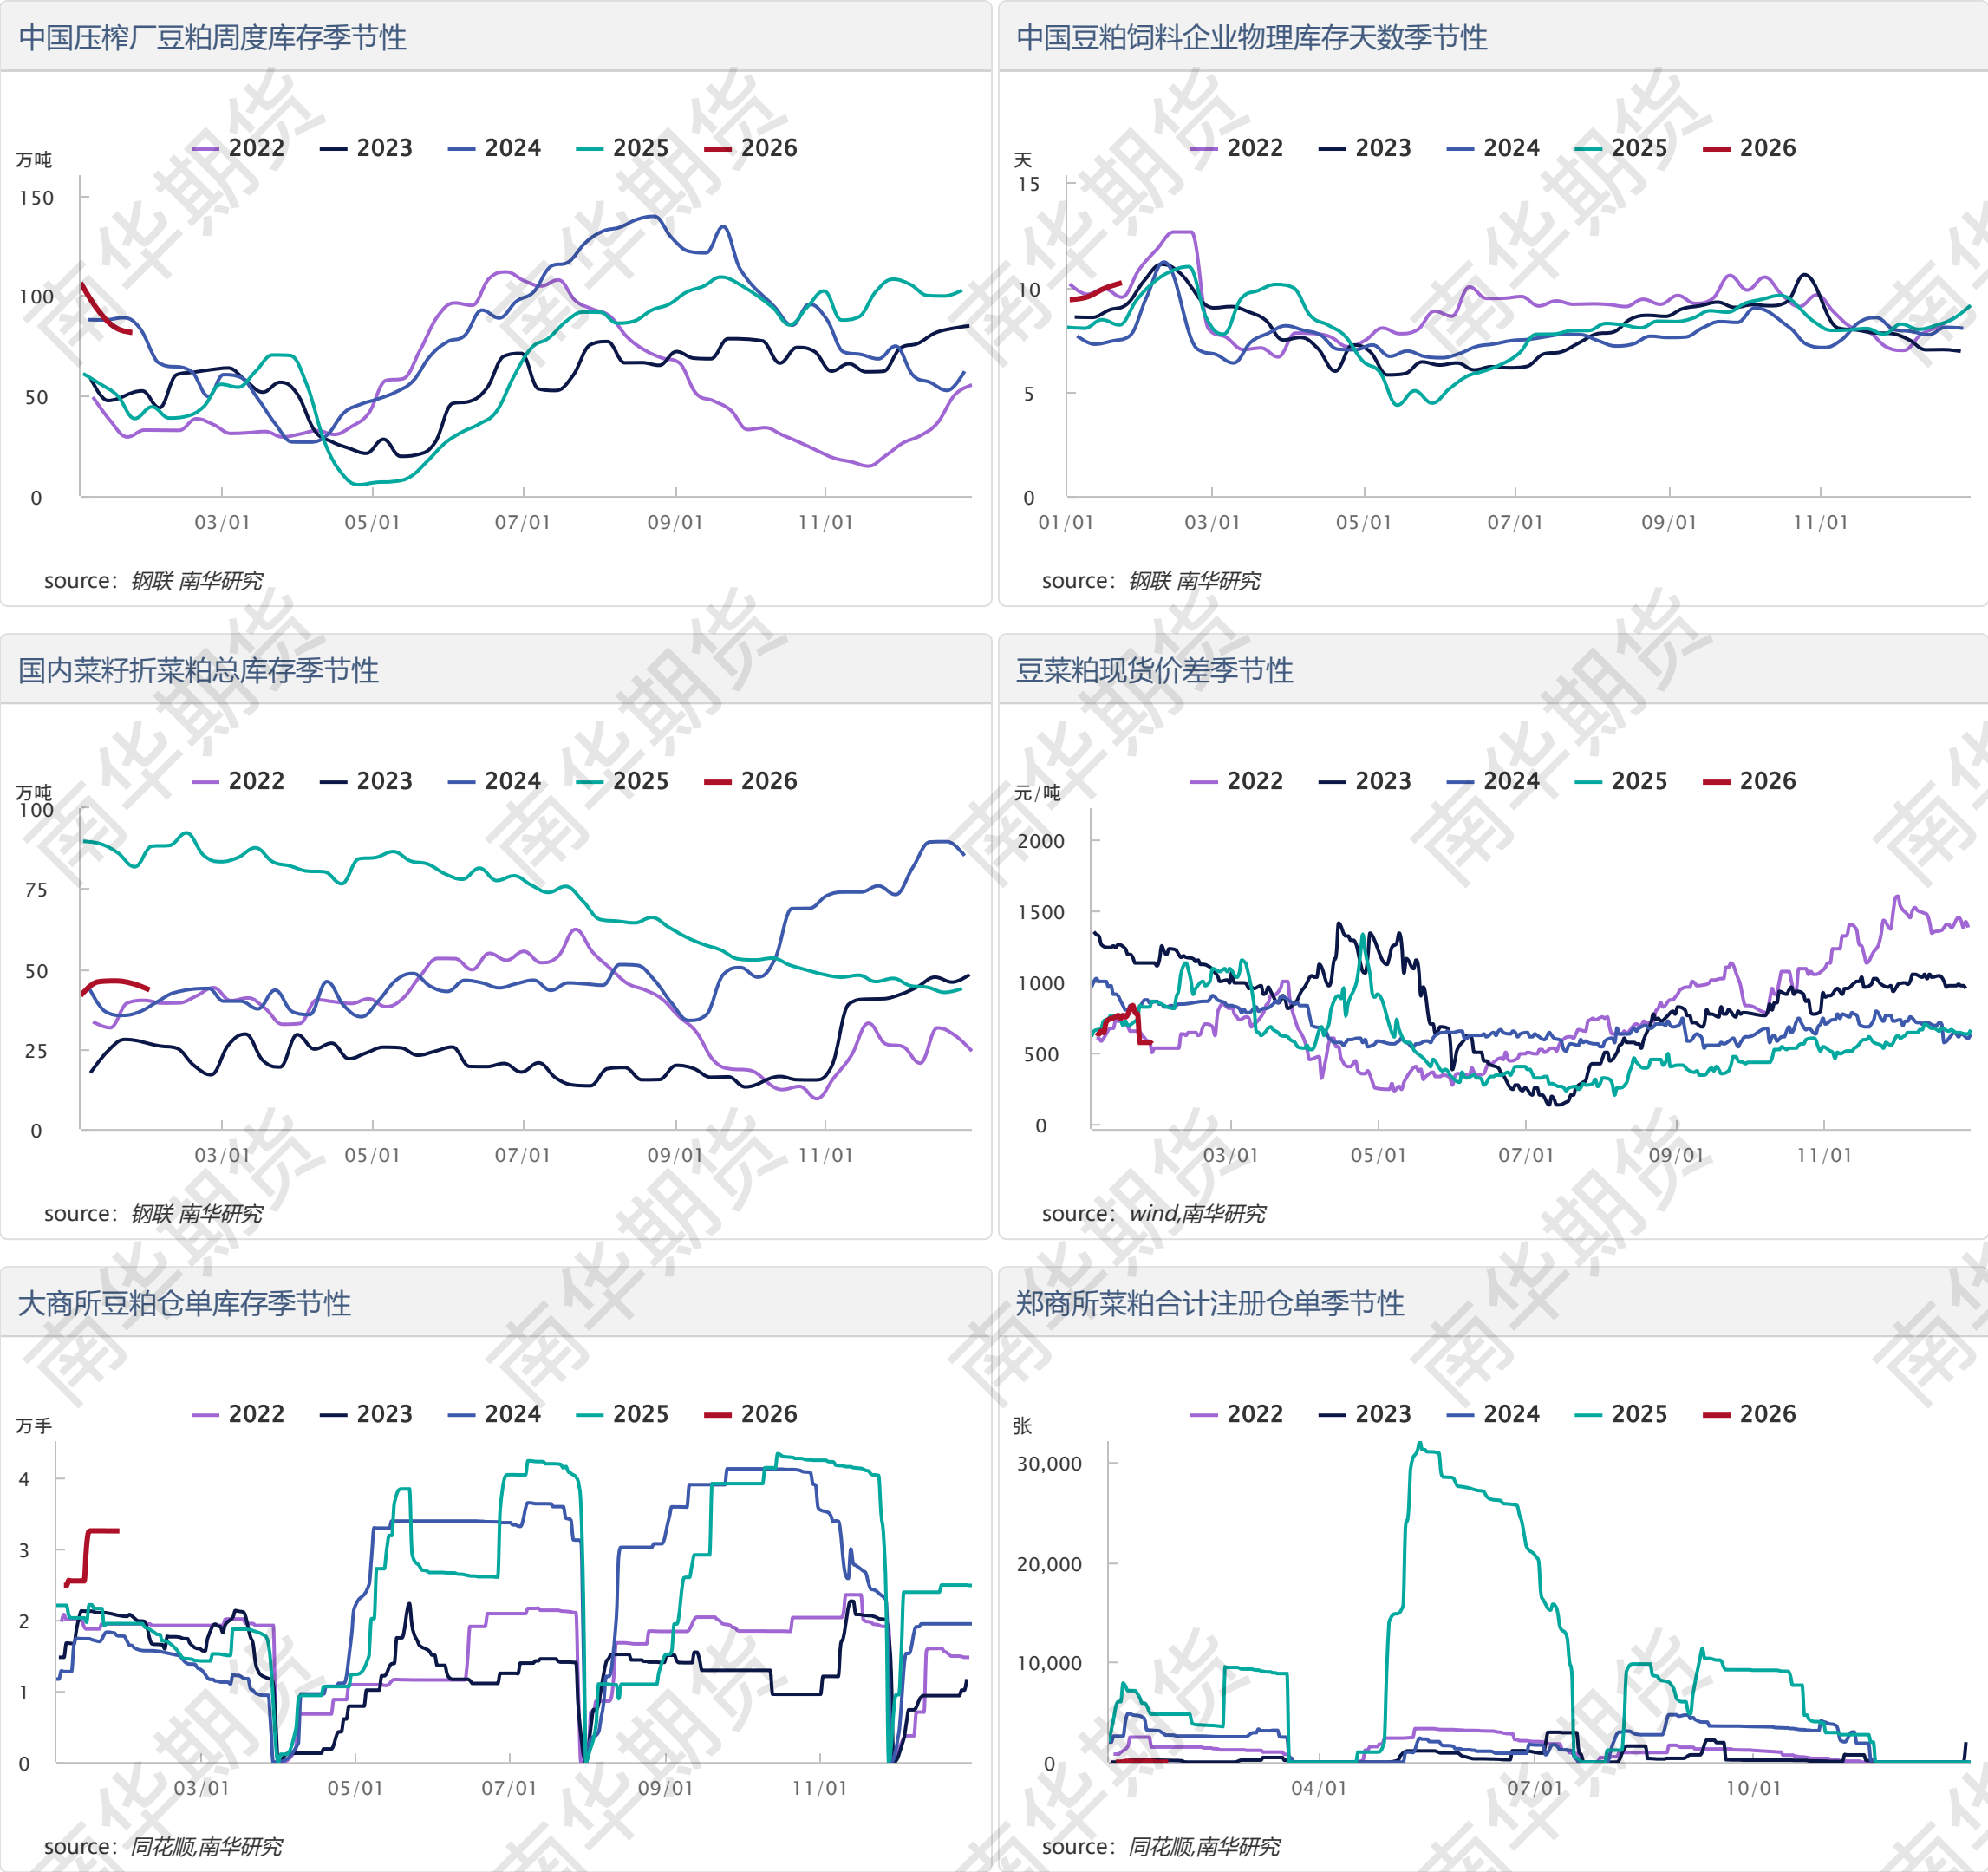 中国压榨厂豆粕周度库存季节性
2022 2023 2024 2025 2026
万吨
150
100
50
0
03/01 05/01 07/01 09/01 11/01
source：钢联 南华研究
中国豆粕饲料企业物理库存天数季节性
2022 2023 2024 2025 2026
天
15
10
5
0
01/01 03/01 05/01 07/01 09/01 11/01
source：钢联 南华研究
国内菜籽折菜粕总库存季节性
2022 2023 2024 2025 2026
万吨
100
75
50
25
0
03/01 05/01 07/01 09/01 11/01
source：钢联 南华研究
豆菜粕现货价差季节性
2022 2023 2024 2025 2026
元/吨
2000
1500
1000
500
0
03/01 05/01 07/01 09/01 11/01
source：wind,南华研究
大商所豆粕仓单库存季节性
2022 2023 2024 2025 2026
万手
4
3
2
1
0
03/01 05/01 07/01 09/01 11/01
source：同花顺,南华研究
郑商所菜粕合计注册仓单季节性
2022 2023 2024 2025 2026
张
30,000
20,000
10,000
0
04/01 07/01 10/01
source：同花顺,南华研究
南华期货